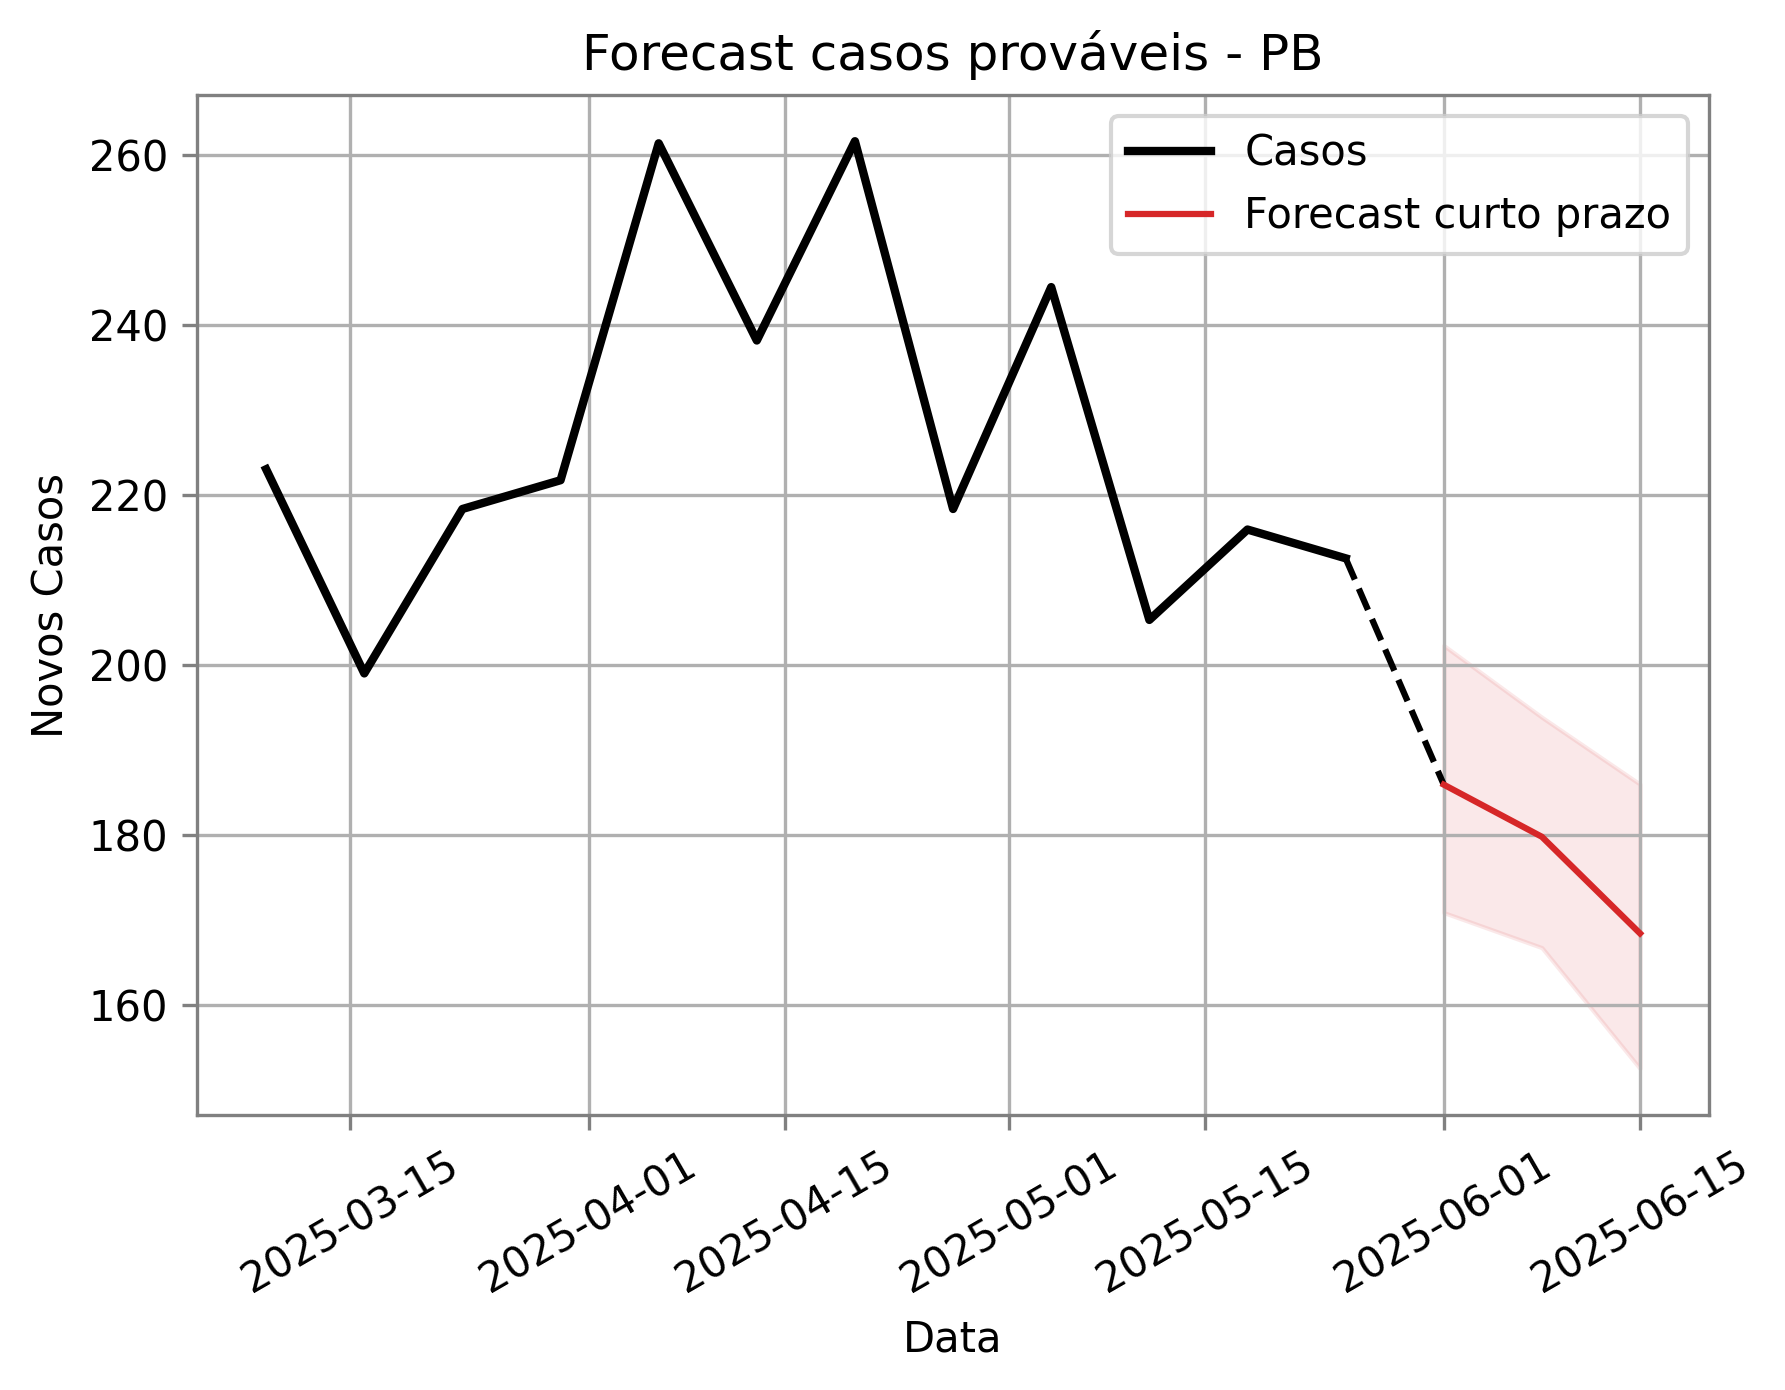 Forecast casos prováveis - PB
Casos
Forecast curto prazo
Novos Casos
260
240
220
200
180
160
2025-03-15
2025-04-01
2025-04-15
2025-05-01
2025-05-15
2025-06-01
2025-06-15
Data